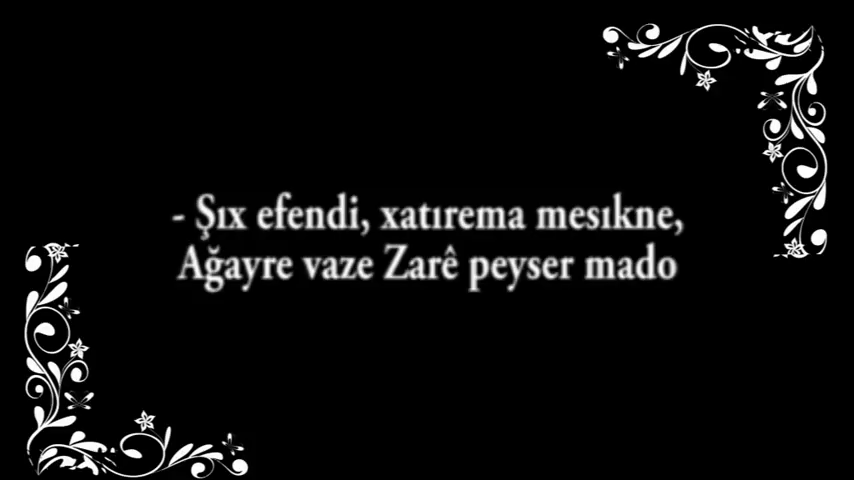 - Şıx efendi, xatırema mesıkne,
Ağayre vaze Zarê peyser mado